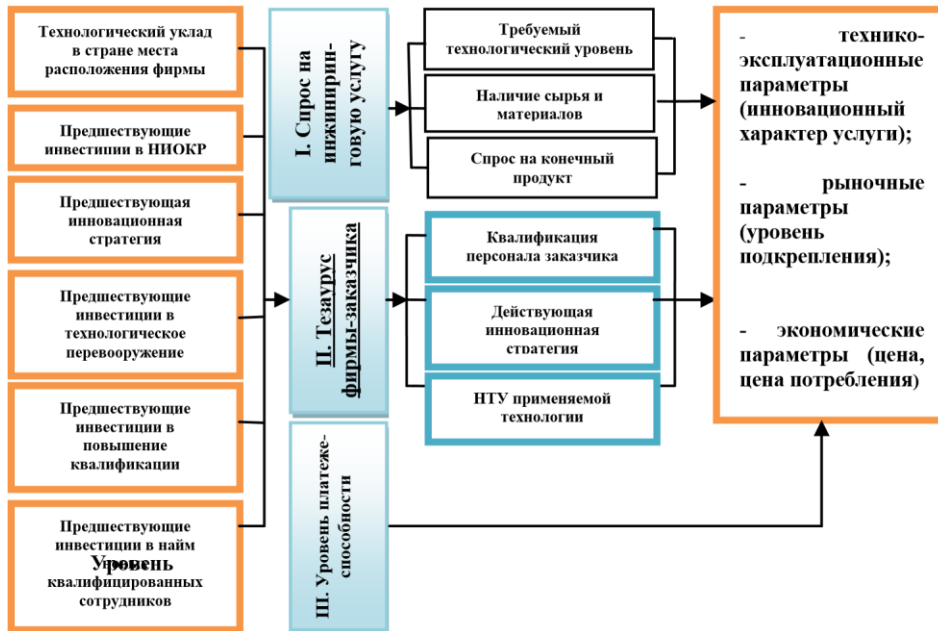 Технологический уклад
в стране места
расположения фирмы
Предшествующие
инвестиции в НИОКР
Предшествующая
инновационная
стратегия
Предшествующие
инвестиции в
технологическое
перевооружение
Предшествующие
инвестиции в
повышение
квалификации
Предшествующие
инвестиции в найм
Уровень
квалифицированных
сотрудников
I. Спрос на
инжинирин-
говую услугу
II. Тезаурус
фирмы-заказчика
III. Уровень платеже-
способности
Требуемый
технологический уровень
Наличие сырья и
материалов
Спрос на конечный
продукт
Квалификация
персонала заказчика
Действующая
инновационная
стратегия
НТУ применяемой
технологии
- технико-
эксплуатационные
параметры
(инновационный
характер услуги);
- рыночные
параметры
(уровень
подкрепления);
- экономические
параметры (цена,
цена потребления)